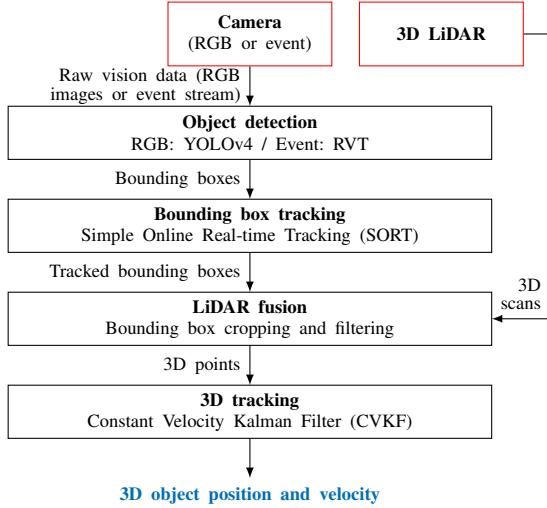 Camera
(RGB or event)
3D LiDAR
Raw vision data (RGB
images or event stream)
Object detection
RGB: YOLOv4 / Event: RVT
Bounding boxes
Bounding box tracking
Simple Online Real-time Tracking (SORT)
Tracked bounding boxes
3D
scans
LiDAR fusion
Bounding box cropping and filtering
3D points
3D tracking
Constant Velocity Kalman Filter (CVKF)
3D object position and velocity